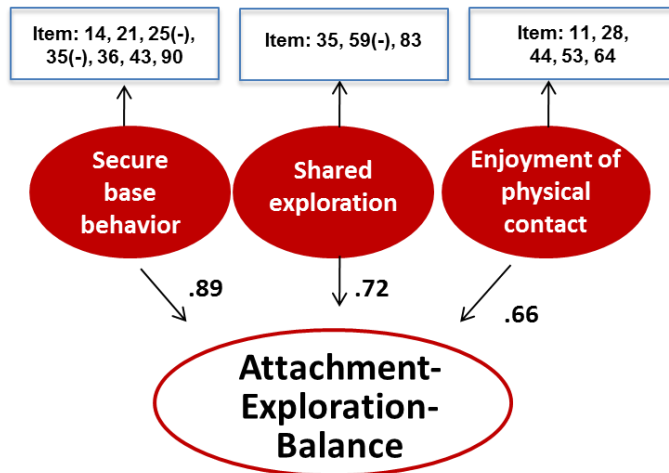 Item: 14, 21, 25(-),
35(-), 36, 43, 90
Item: 35, 59(-), 83
Item: 11, 28,
44, 53, 64
Secure
base
behavior
Shared
exploration
Enjoyment of
physical
contact
.89
.72
.66
Attachment-
Exploration-
Balance